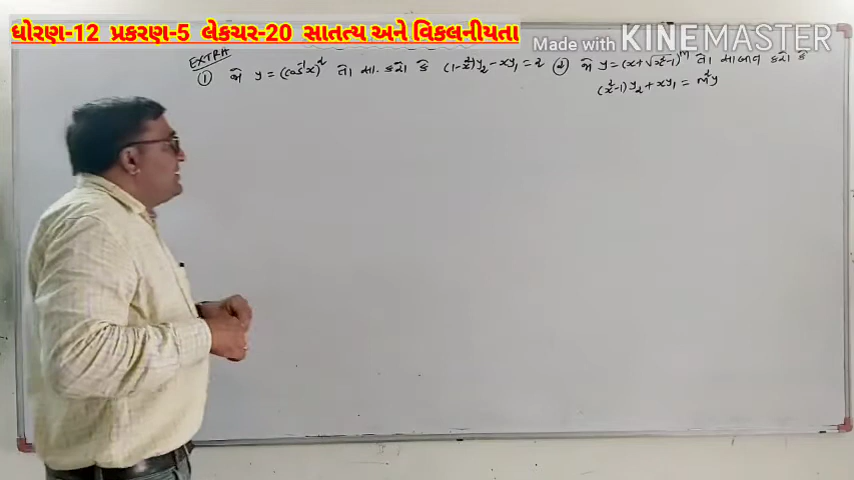 ધોરણ-12 પ્રકરણ-5 લેકચર-20 સાતત્ય અને વિકલનીયતા
Made with KINEMASTER
EXTRA
① જો y = (cos⁻¹x)² તો સા. કરો કે (1-x²)y₂ - xy₁ = 2
② જો y = (x+√x²-1)ᵐ તો સાબિત કરો કે
(x²-1)y₂ + xy₁ = m²y